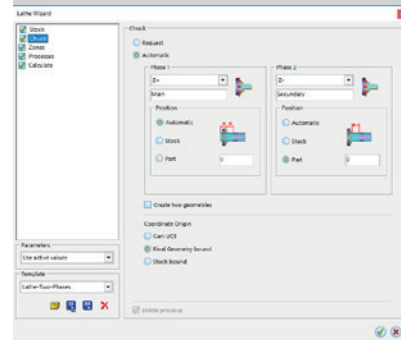 Lathe Wizard
Stock
Chuck
Zones
Processes
Calculate
Parameters
Use active values
Template
Lathe-Two-Phases
Chuck
Request
Automatic
Phase 1
Z+
Main
Position
Automatic
Stock
Part
0
Phase 2
Z-
Secundary
Position
Automatic
Stock
Part
0
Create two geometries
Coordinate Origin
Cam UCS
Final Geometry bound
Stock bound
Delete previous